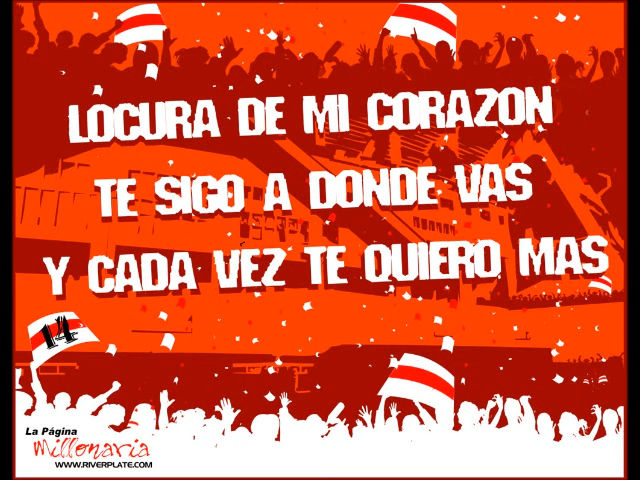 LOCURA DE MI CORAZON
TE SIGO A DONDE VAS
Y CADA VEZ TE QUIERO MAS
14
La Página
Millonaria
WWW.RIVERPLATE.COM